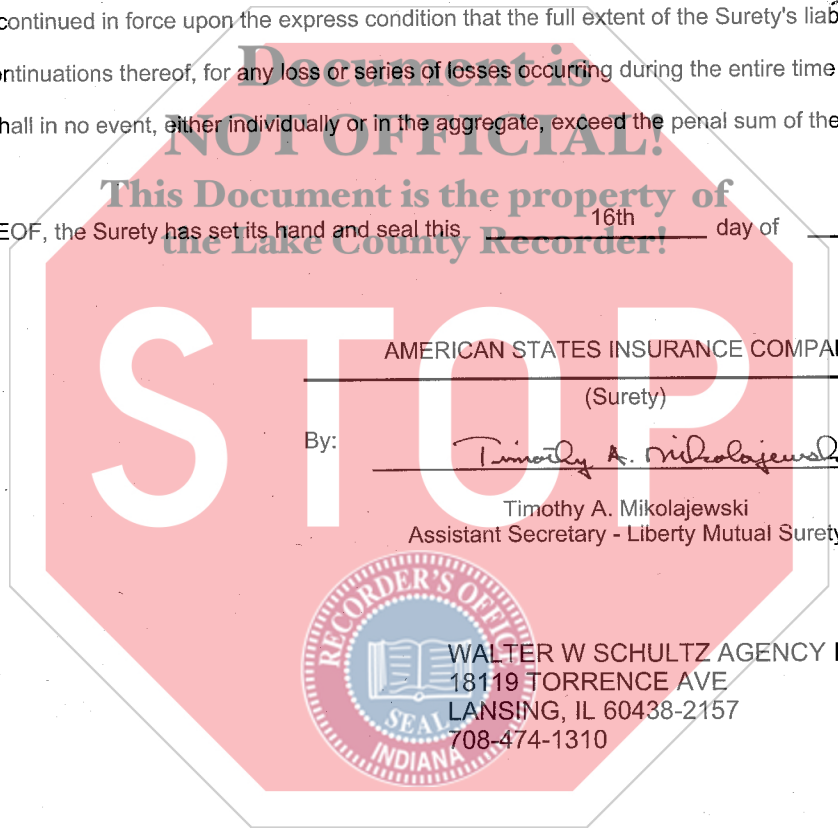 continued in force upon the express condition that the full extent of the Surety's liab
Document is
ntinuations thereof, for any loss or series of losses occurring during the entire time
NOT OFFICIAL!
hall in no event, either individually or in the aggregate, exceed the penal sum of the
This Document is the property of
EOF, the Surety has set its hand and seal this 16th day of
the Lake County Recorder!
STOP
AMERICAN STATES INSURANCE COMPA
(Surety)
By: Timothy A. Mikolajewsk
Timothy A. Mikolajewski
Assistant Secretary - Liberty Mutual Surety
RECORDER'S OFFICE
SEAL
INDIANA
WALTER W SCHULTZ AGENCY
18119 TORRENCE AVE
LANSING, IL 60438-2157
708-474-1310